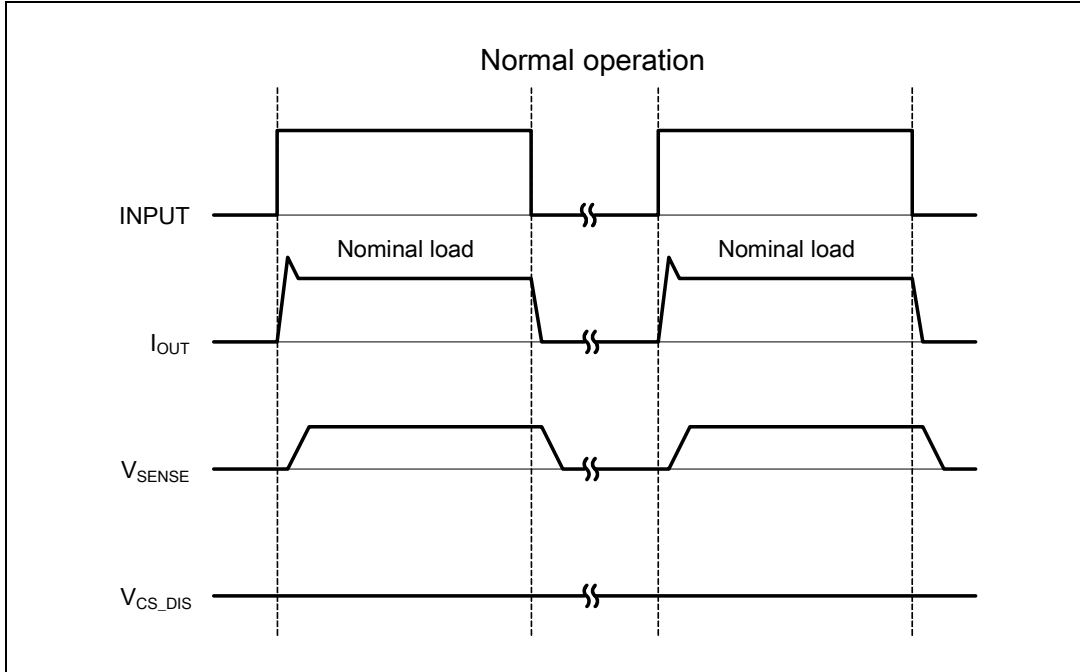 Normal operation
INPUT
Nominal load Nominal load
IOUT
VSENSE
VCS_DIS